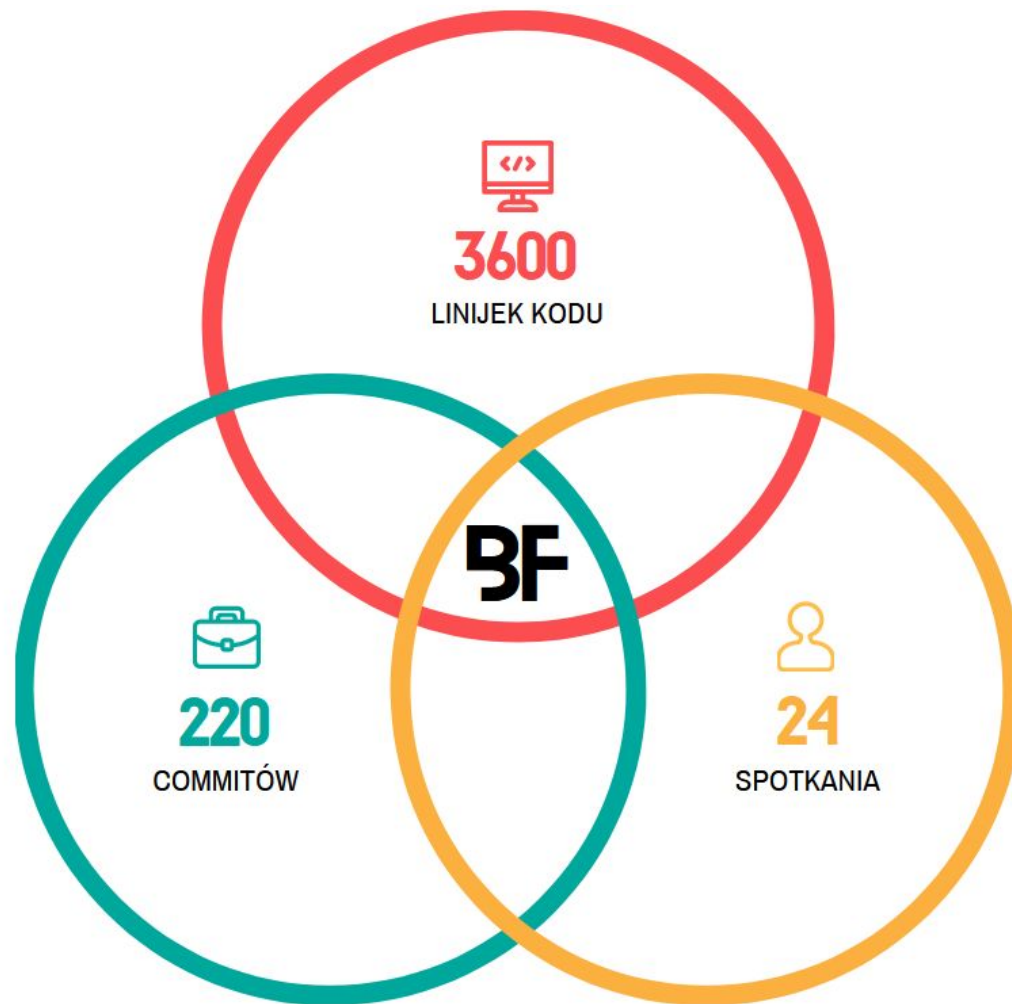 </>
3600
LINIJEK KODU
BF
220
COMMITÓW
24
SPOTKANIA